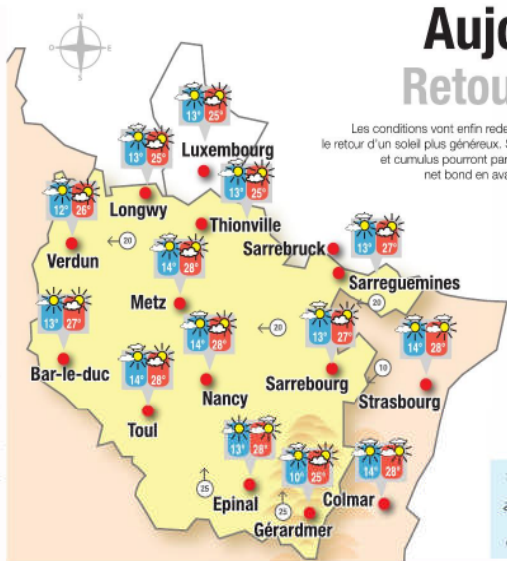 Aujo
Retou
Les conditions vont enfin rede
le retour d'un soleil plus généreux. S
et cumulus pourront par
net bond en ava
N
O
E
S
13° 25°
Luxembourg
13° 25°
Longwy
13° 25°
Thionville
12° 26°
Verdun
20
13° 27°
Sarrebruck
Sarreguemines
14° 28°
Metz
20
13° 27°
Bar-le-duc
14° 28°
Nancy
20
13° 27°
Sarrebourg
10
14° 28°
Strasbourg
14° 28°
Toul
13° 28°
Epinal
25
10° 25°
Gérardmer
25
14° 28°
Colmar